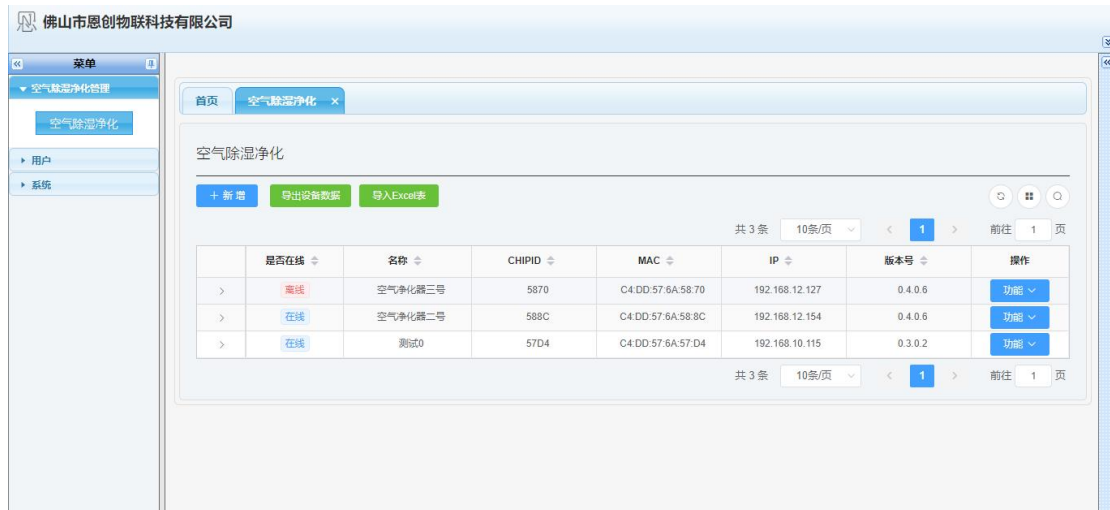 佛山市恩创物联科技有限公司
菜单
空气除湿净化管理
空气除湿净化
用户
系统
首页 空气除湿净化 ×
空气除湿净化
+ 新增 导出设备数据 导入Excel表
共 3 条 10条/页 < 1 > 前往 1 页
是否在线 名称 CHIPID MAC IP 版本号 操作
> 离线 空气净化器三号 5870 C4:DD:57:6A:58:70 192.168.12.127 0.4.0.6 功能
> 在线 空气净化器二号 588C C4:DD:57:6A:58:8C 192.168.12.154 0.4.0.6 功能
> 在线 测试0 57D4 C4:DD:57:6A:57:D4 192.168.10.115 0.3.0.2 功能
共 3 条 10条/页 < 1 > 前往 1 页